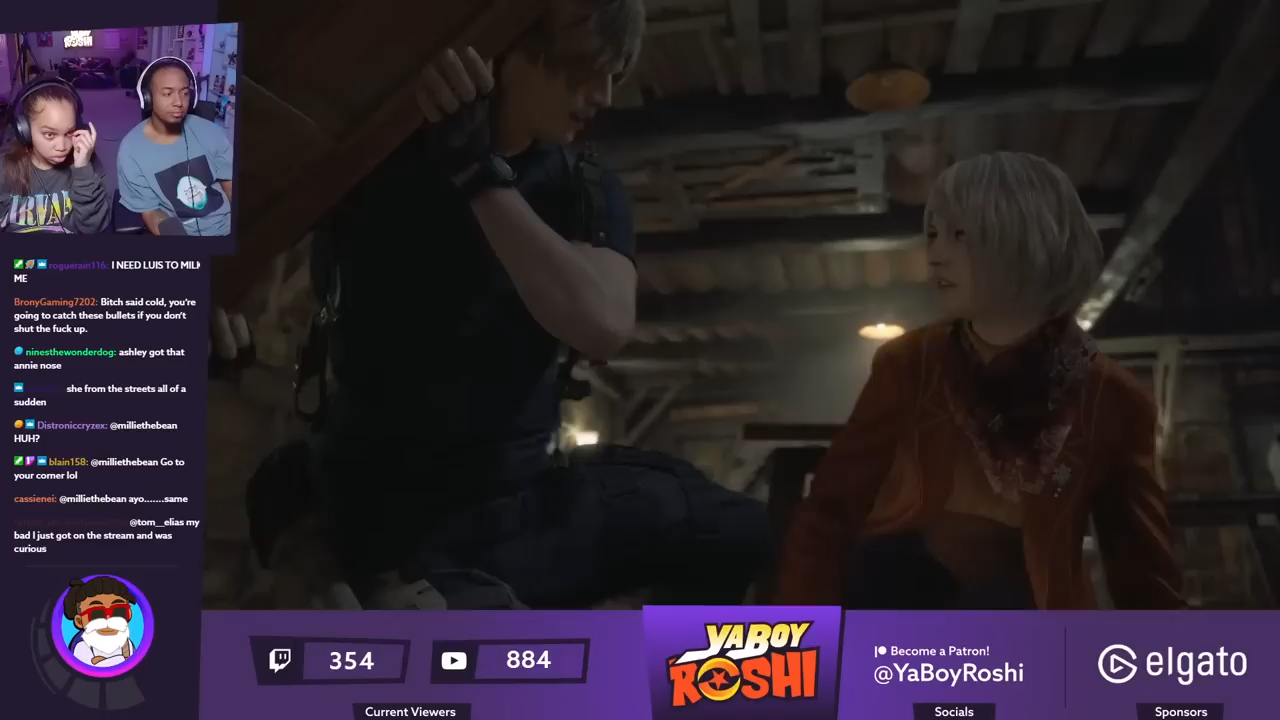 YABOY
ROSHI
NIRVANA
roguerain116: I NEED LUIS TO MILK
ME
BronyGaming7202: Bitch said cold, you're
going to catch these bullets if you don't
shut the fuck up.
ninesthewonderdog: ashley got that
annie nose
she from the streets all of a
sudden
Distroniccryzex: @milliethebean
HUH?
blain158: @milliethebean Go to
your corner lol
cassienei: @milliethebean ayo.......same
@tom__elias my
bad I just got on the stream and was
curious
354
884
Current Viewers
YABOY
ROSHI
Become a Patron!
@YaBoyRoshi
Socials
elgato
Sponsors